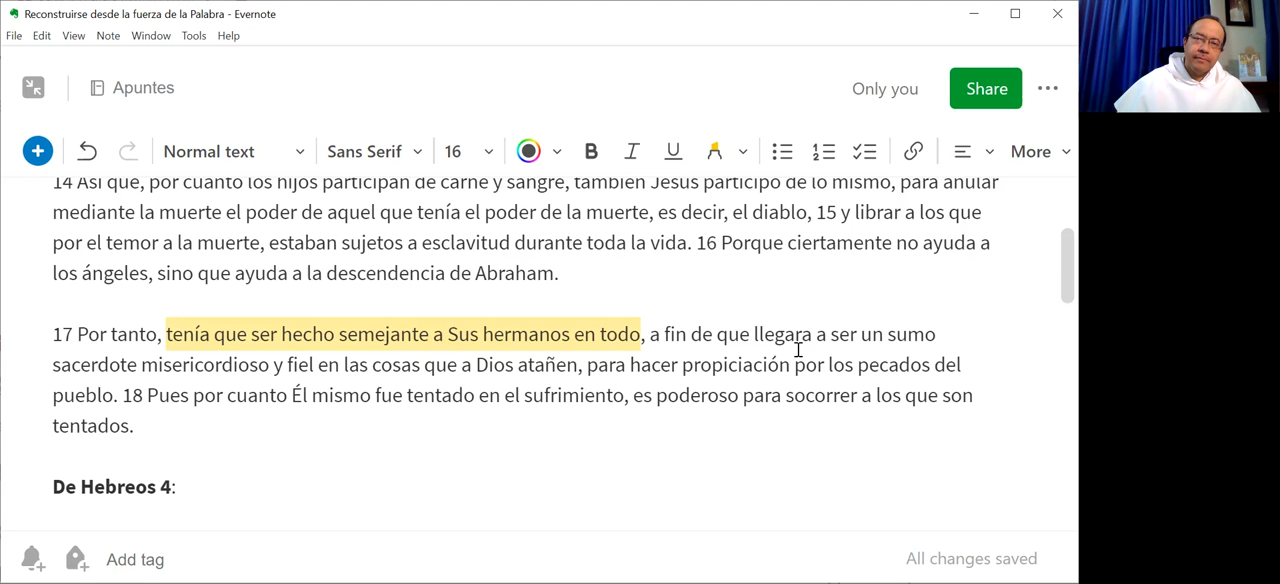 Reconstruirse desde la fuerza de la Palabra - Evernote
File Edit View Note Window Tools Help
Apuntes
Only you
Share
Normal text
Sans Serif
16
B
I
U
More
14 Así que, por cuanto los hijos participan de carne y sangre, también Jesús participó de lo mismo, para anular
mediante la muerte el poder de aquel que tenía el poder de la muerte, es decir, el diablo, 15 y librar a los que
por el temor a la muerte, estaban sujetos a esclavitud durante toda la vida. 16 Porque ciertamente no ayuda a
los ángeles, sino que ayuda a la descendencia de Abraham.
17 Por tanto, tenía que ser hecho semejante a Sus hermanos en todo, a fin de que llegara a ser un sumo
sacerdote misericordioso y fiel en las cosas que a Dios atañen, para hacer propiciación por los pecados del
pueblo. 18 Pues por cuanto Él mismo fue tentado en el sufrimiento, es poderoso para socorrer a los que son
tentados.
De Hebreos 4:
Add tag
All changes saved